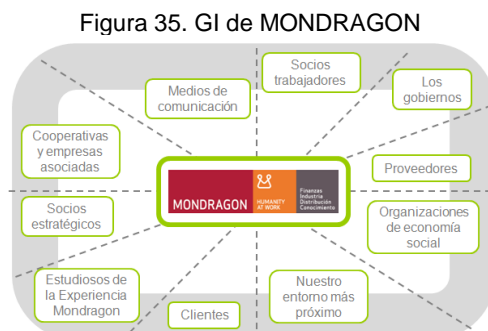 Figura 35. GI de MONDRAGON
Socios
trabajadores
Medios de
comunicación
Los
gobiernos
Cooperativas
y empresas
asociadas
Proveedores
MONDRAGON
HUMANITY
AT WORK
Finanzas
Industria
Distribución
Conocimiento
Socios
estratégicos
Organizaciones
de economía
social
Estudiosos de
la Experiencia
Mondragon
Clientes
Nuestro
entorno más
próximo